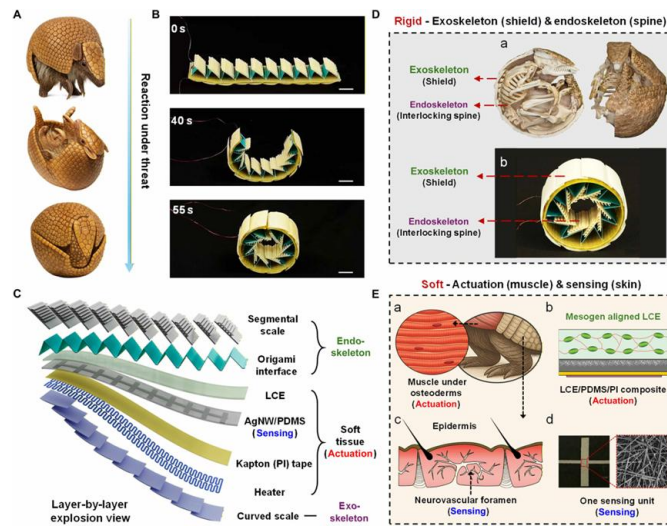 A
Reaction under threat
B
0 s
40 s
55 s
C
Segmental
scale
Origami
interface
Endo-
skeleton
LCE
AgNW/PDMS
(Sensing)
Kapton (PI) tape
Heater
Soft
tissue
(Actuation)
Curved scale
Exo-
skeleton
Layer-by-layer
explosion view
D
Rigid - Exoskeleton (shield) & endoskeleton (spine)
a
Exoskeleton
(Shield)
Endoskeleton
(Interlocking spine)
b
Exoskeleton
(Shield)
Endoskeleton
(Interlocking spine)
E
Soft - Actuation (muscle) & sensing (skin)
a
Muscle under
osteoderms
(Actuation)
b
Mesogen aligned LCE
LCE/PDMS/PI composite
(Actuation)
c
Epidermis
Neurovascular foramen
(Sensing)
d
One sensing unit
(Sensing)